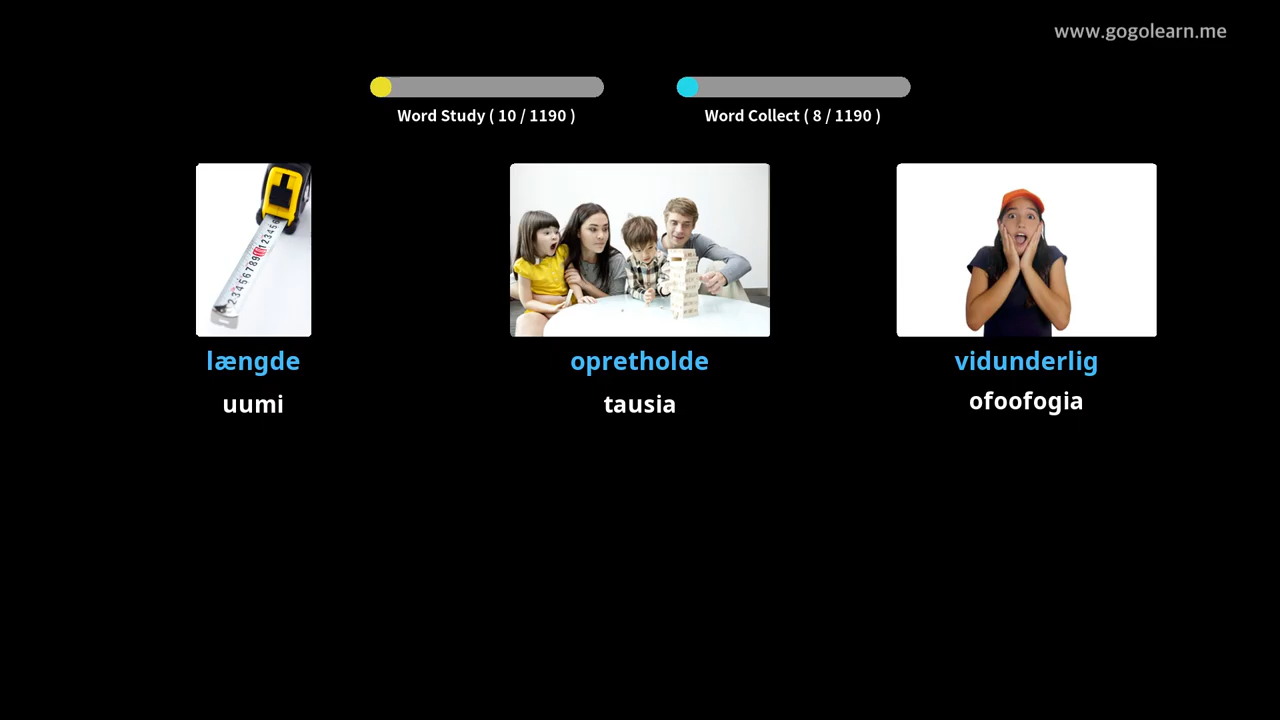 www.gogolearn.me
Word Study ( 10 / 1190 )
Word Collect ( 8 / 1190 )
længde
opretholde
vidunderlig
uumi
tausia
ofoofogia